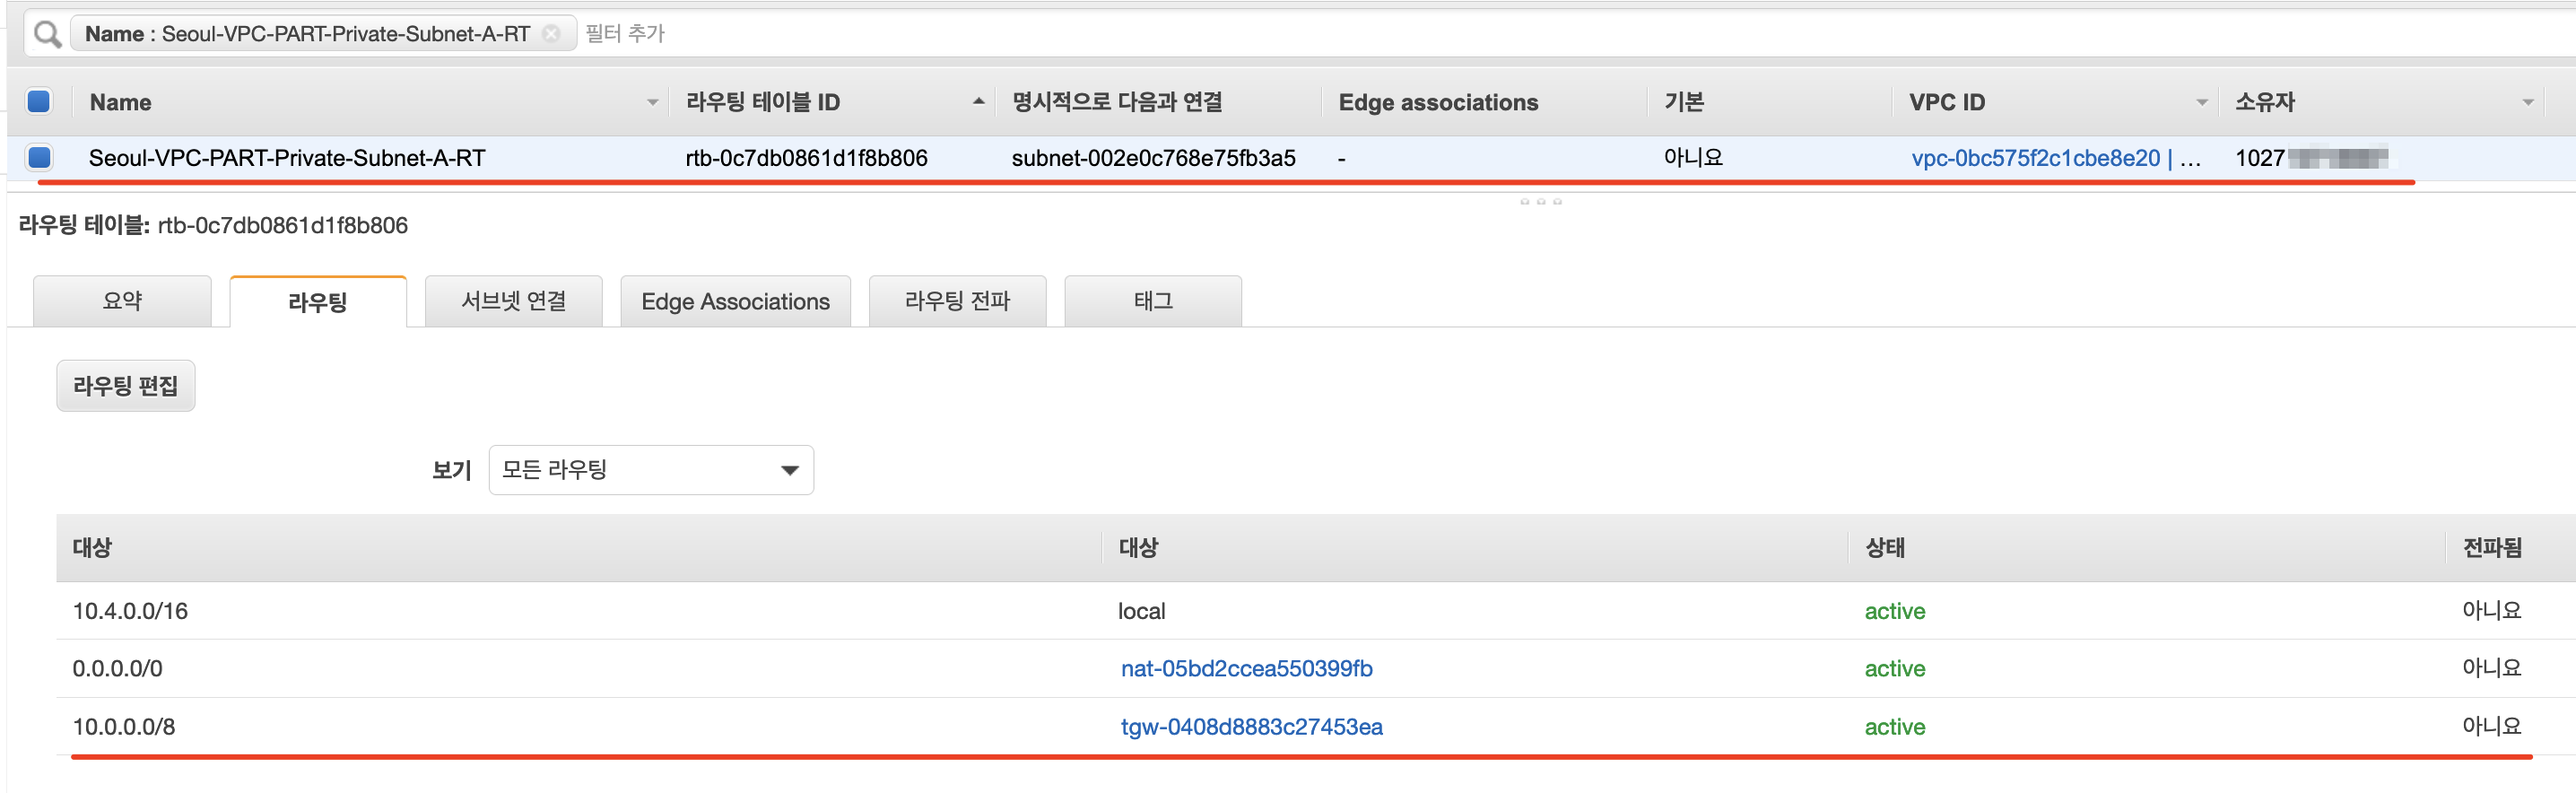 Name : Seoul-VPC-PART-Private-Subnet-A-RT 필터 추가
Name 라우팅 테이블 ID 명시적으로 다음과 연결 Edge associations 기본 VPC ID 소유자
Seoul-VPC-PART-Private-Subnet-A-RT rtb-0c7db0861d1f8b806 subnet-002e0c768e75fb3a5 - 아니요 vpc-0bc575f2c1cbe8e20 | ... 1027
라우팅 테이블: rtb-0c7db0861d1f8b806
요약 라우팅 서브넷 연결 Edge Associations 라우팅 전파 태그
라우팅 편집
보기 모든 라우팅
대상 대상 상태 전파됨
10.4.0.0/16 local active 아니요
0.0.0.0/0 nat-05bd2ccea550399fb active 아니요
10.0.0.0/8 tgw-0408d8883c27453ea active 아니요